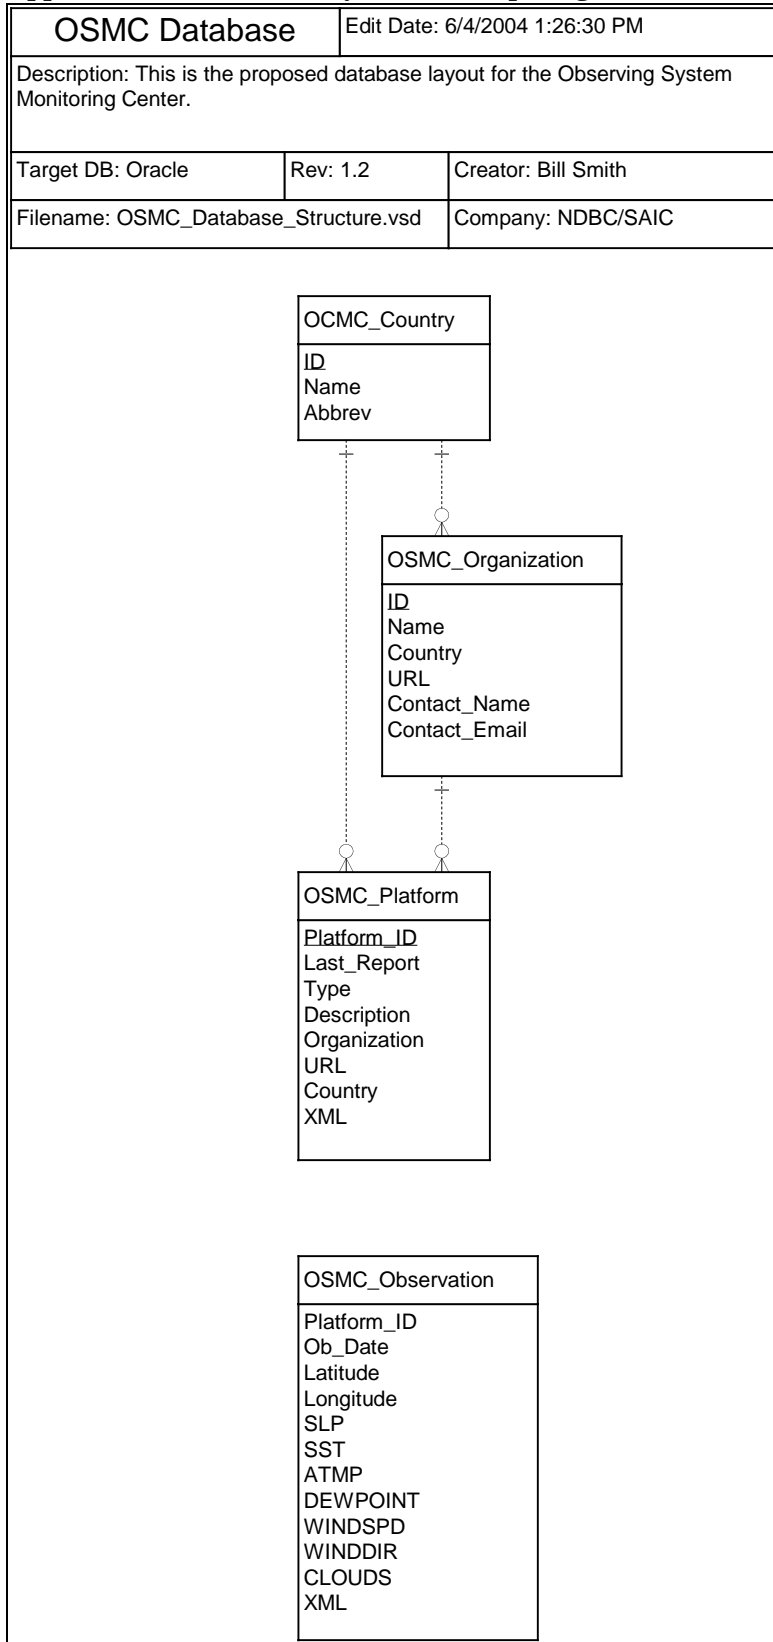 OSMC Database
Edit Date: 6/4/2004 1:26:30 PM
Description: This is the proposed database layout for the Observing System
Monitoring Center.
Target DB: Oracle
Rev: 1.2
Creator: Bill Smith
Filename: OSMC_Database_Structure.vsd
Company: NDBC/SAIC
OCMC_Country
ID
Name
Abbrev
OSMC_Organization
ID
Name
Country
URL
Contact_Name
Contact_Email
OSMC_Platform
Platform_ID
Last_Report
Type
Description
Organization
URL
Country
XML
OSMC_Observation
Platform_ID
Ob_Date
Latitude
Longitude
SLP
SST
ATMP
DEWPOINT
WINDSPD
WINDDIR
CLOUDS
XML